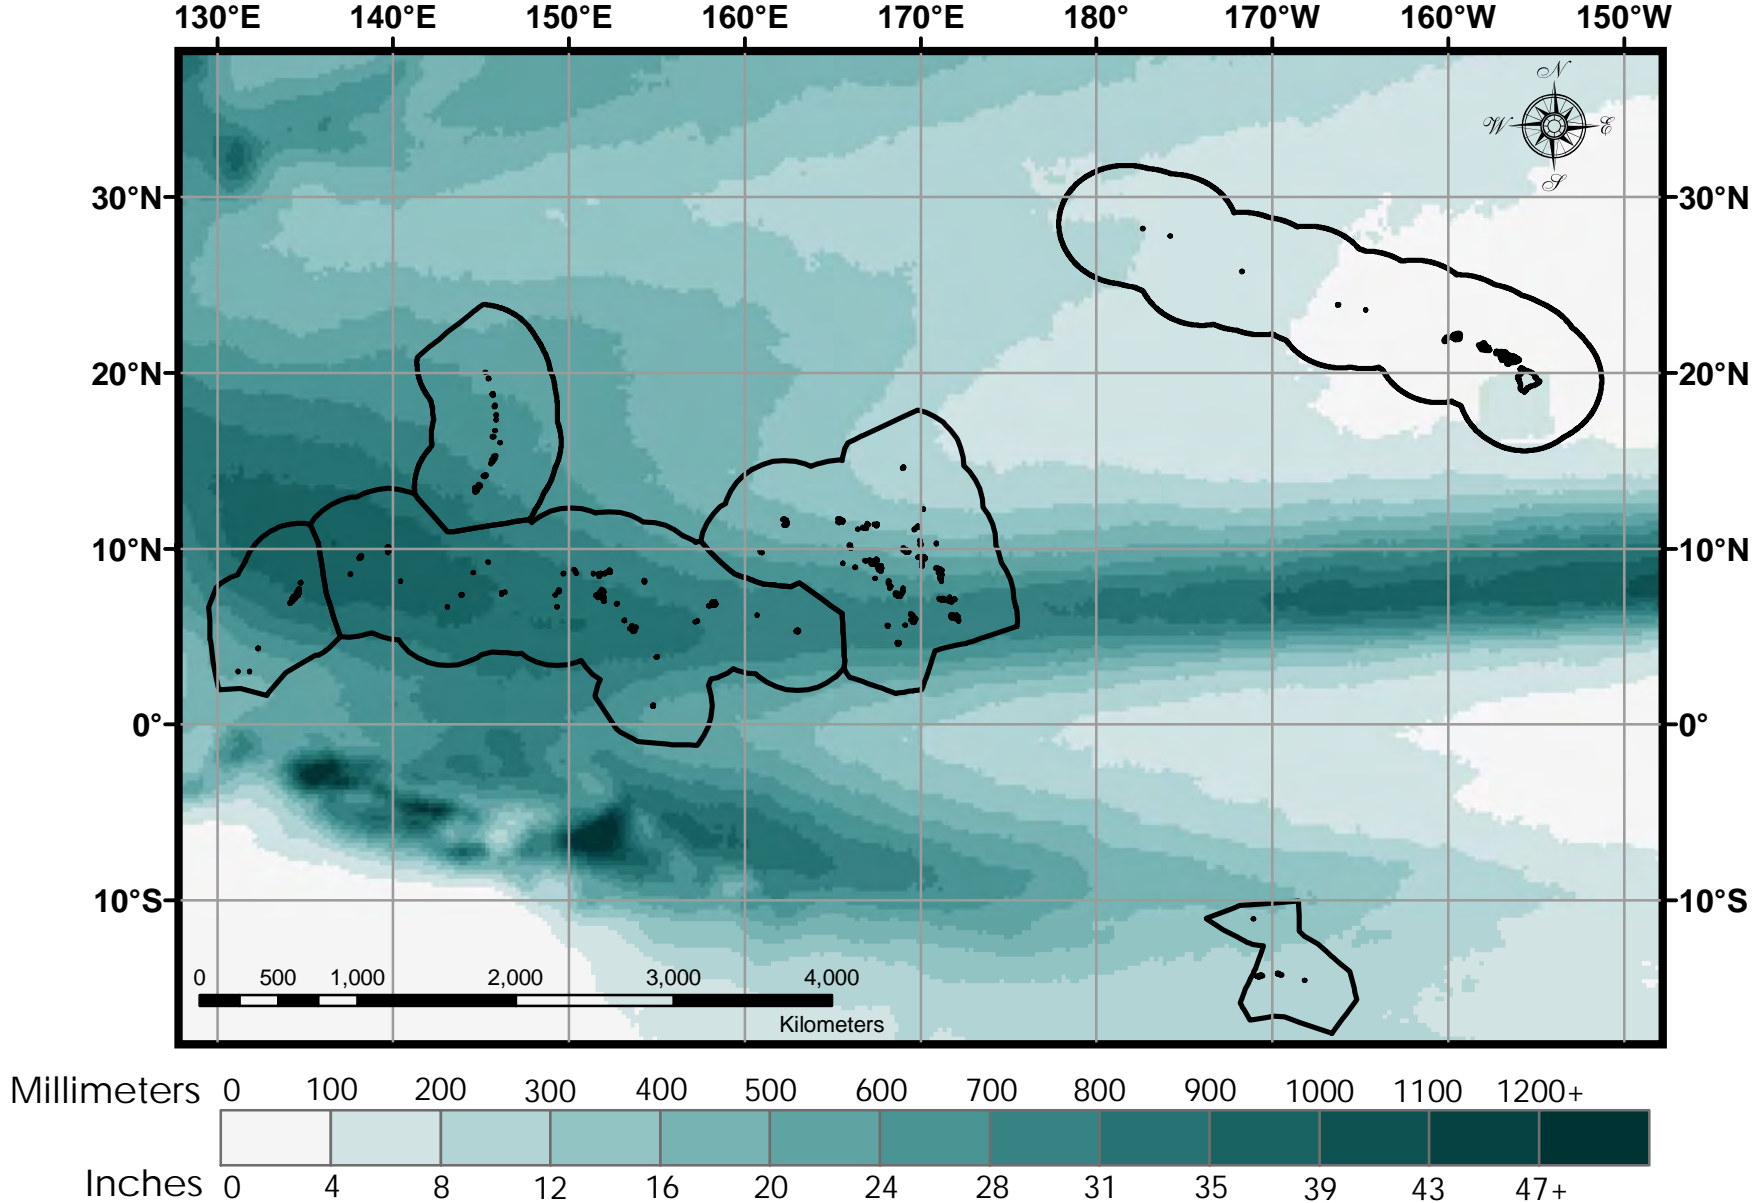 130°E 140°E 150°E 160°E 170°E 180° 170°W 160°W 150°W
N
W E
S
30°N 30°N
20°N 20°N
10°N 10°N
0° 0°
10°S 10°S
0 500 1,000 2,000 3,000 4,000
Kilometers
Millimeters 0 100 200 300 400 500 600 700 800 900 1000 1100 1200+
Inches 0 4 8 12 16 20 24 28 31 35 39 43 47+